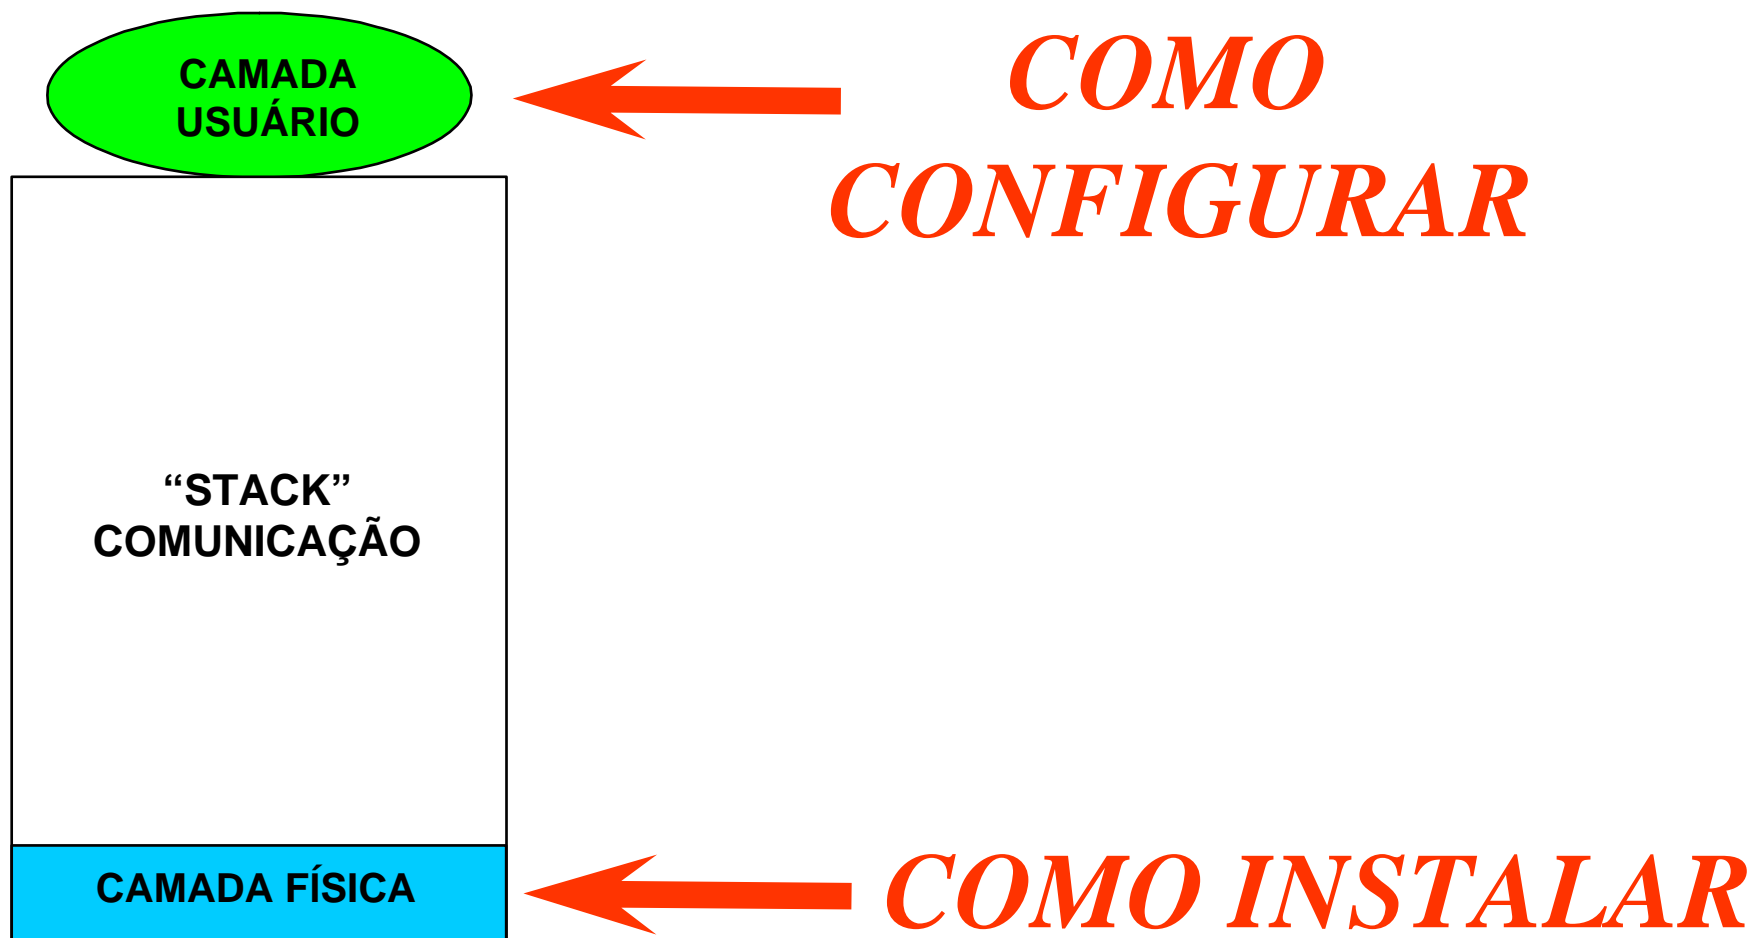 CAMADA
USUÁRIO
COMO
CONFIGURAR
“STACK”
COMUNICAÇÃO
CAMADA FÍSICA
COMO INSTALAR